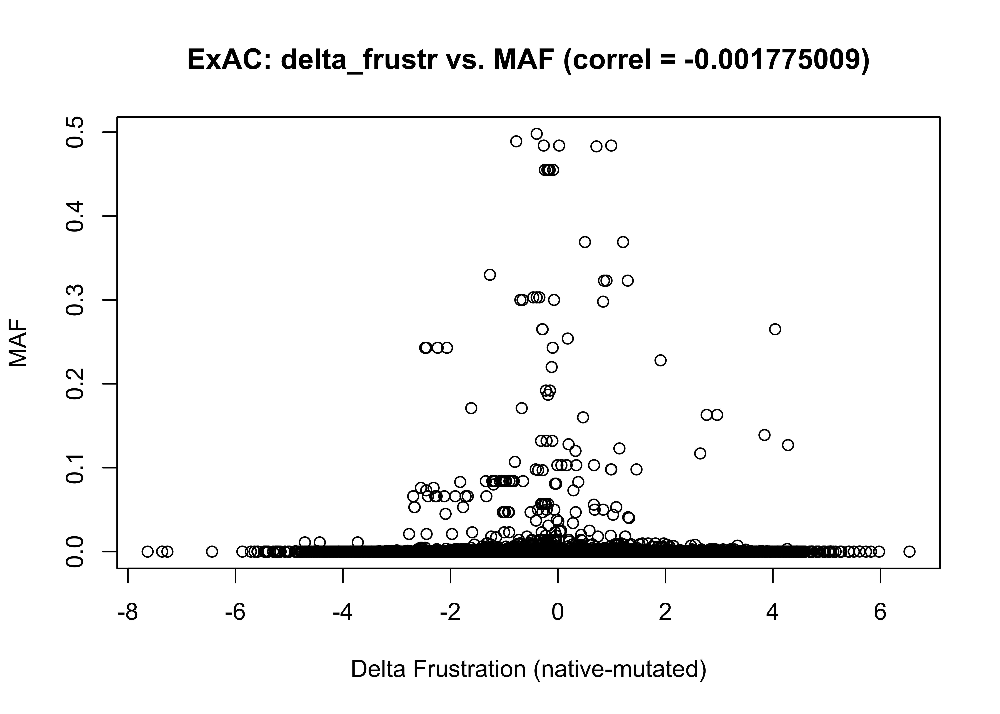 ExAC: delta_frustr vs. MAF (correl = -0.001775009)
MAF
0.5
0.4
0.3
0.2
0.1
0.0
-8 -6 -4 -2 0 2 4 6
Delta Frustration (native-mutated)